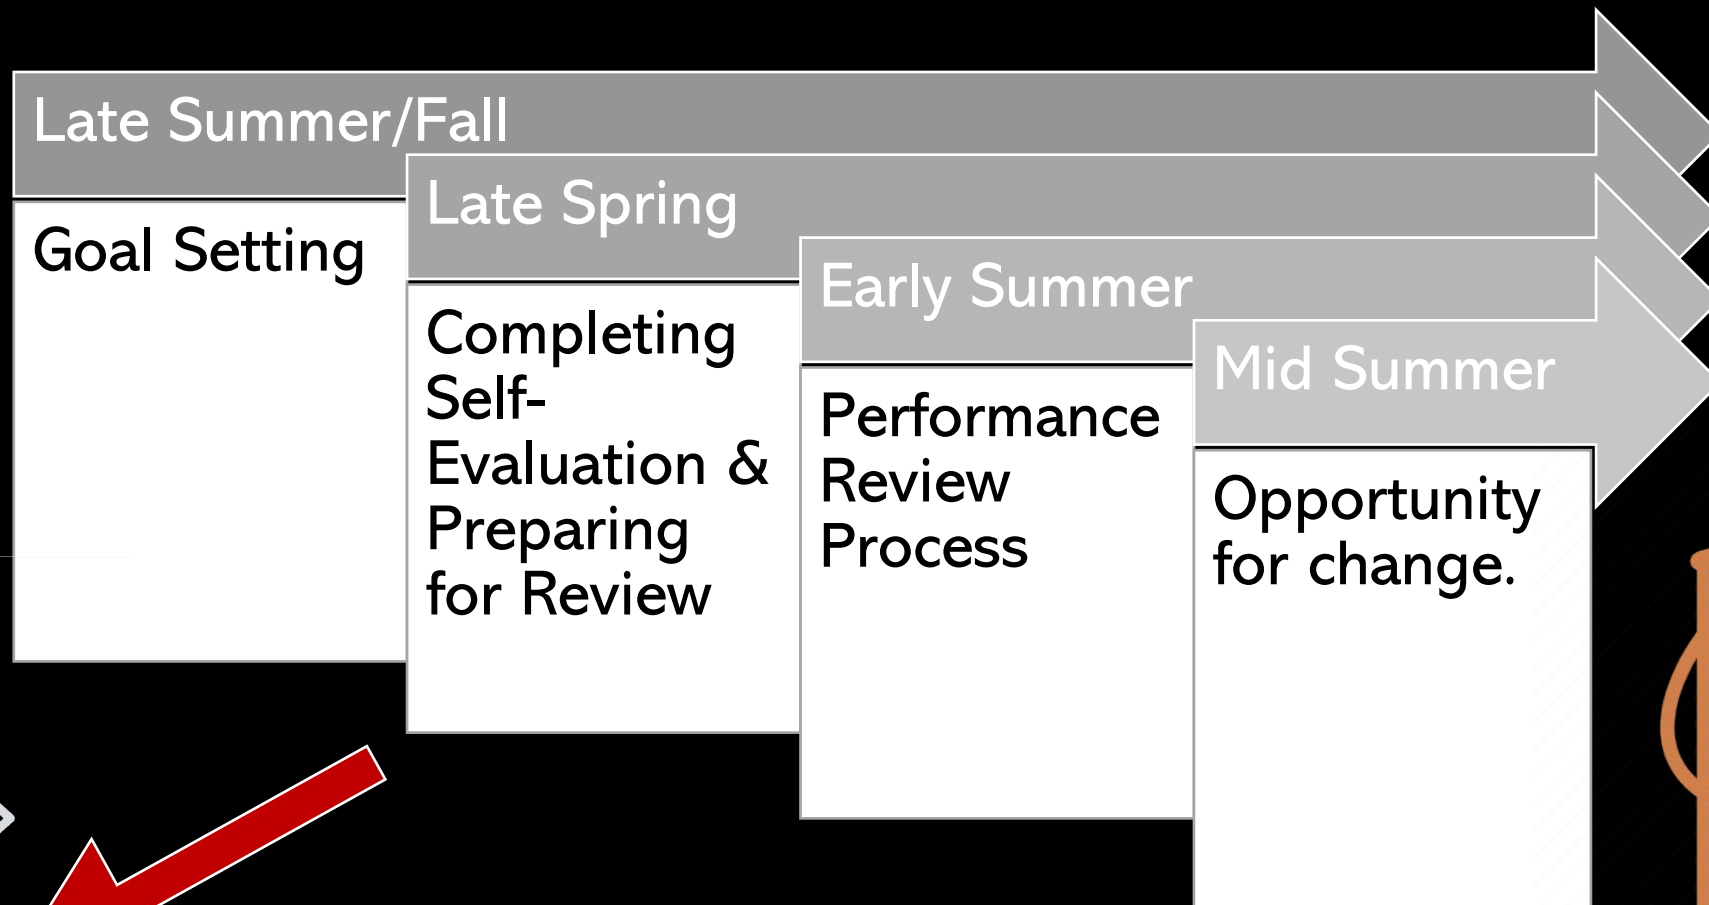 Late Summer/Fall
Goal Setting
Late Spring
Completing
Self-
Evaluation &
Preparing
for Review
Early Summer
Performance
Review
Process
Mid Summer
Opportunity
for change.